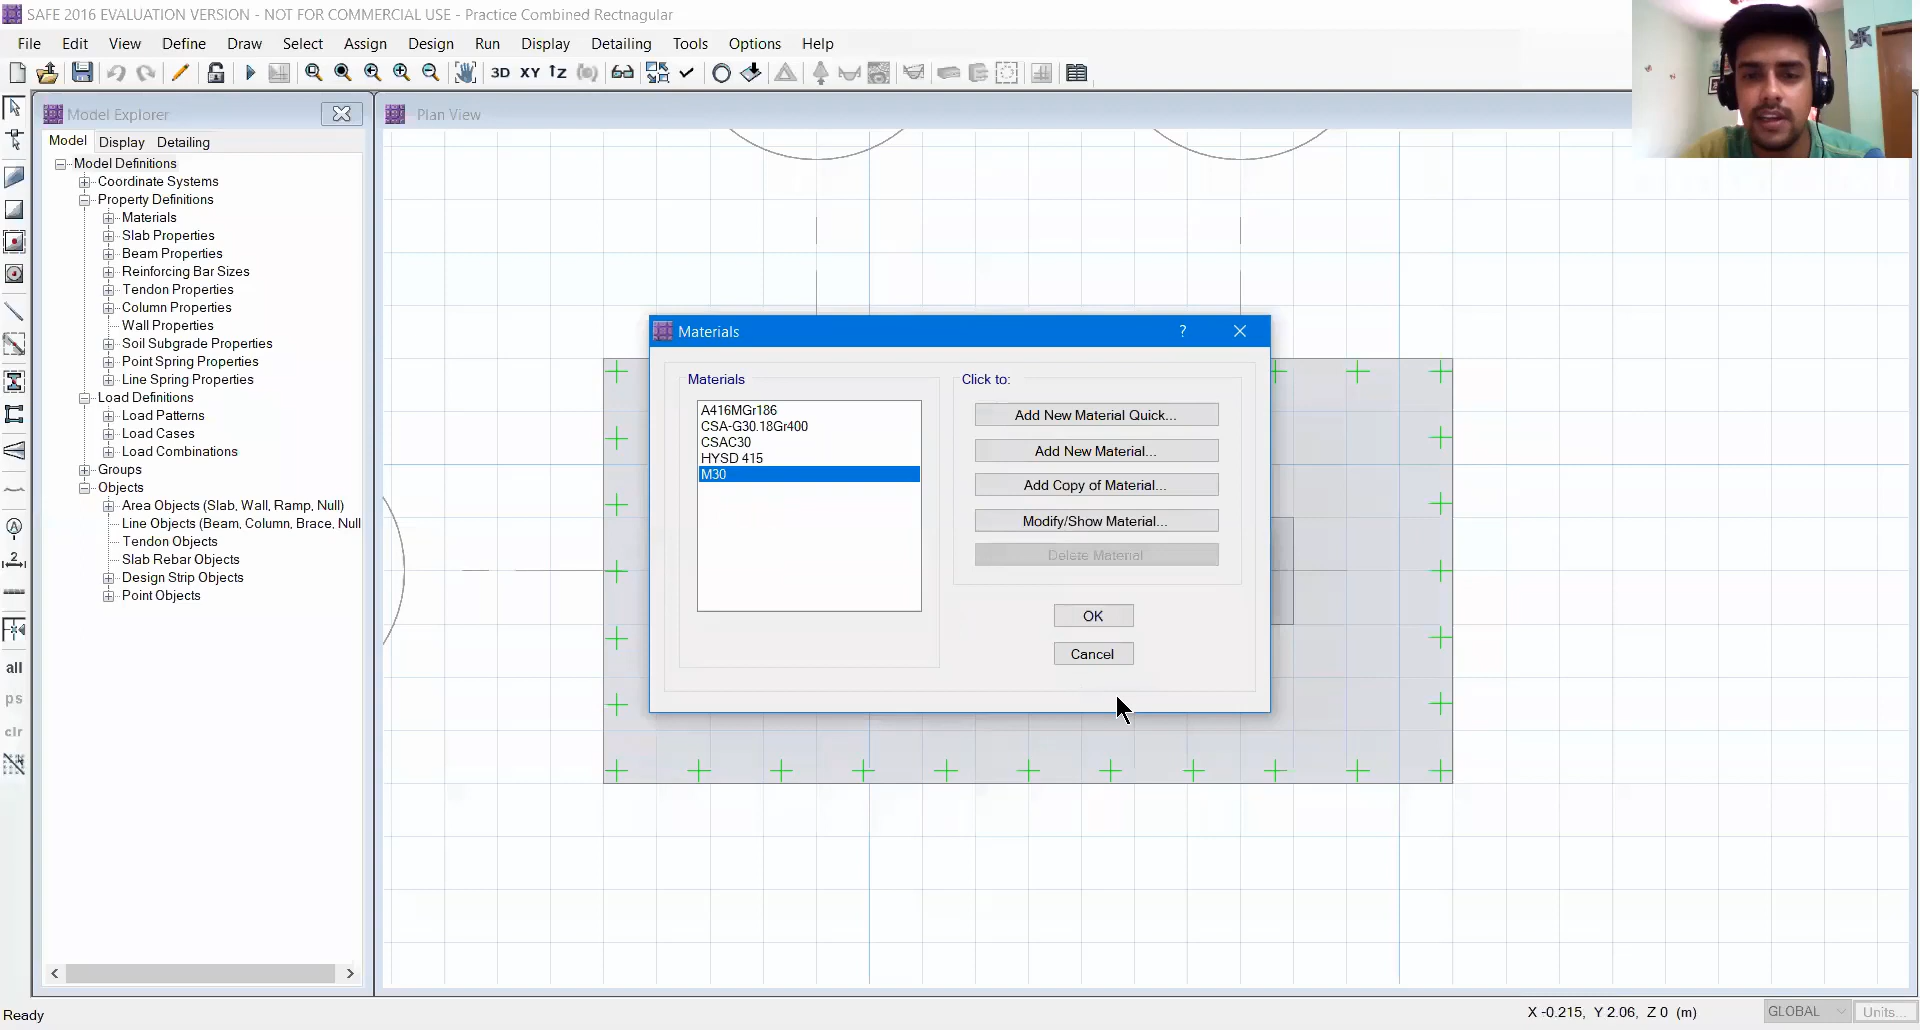 SAFE 2016 EVALUATION VERSION - NOT FOR COMMERCIAL USE - Practice Combined Rectnagular
File Edit View Define Draw Select Assign Design Run Display Detailing Tools Options Help
3D XY
Model Explorer
Plan View
Model Display Detailing
Model Definitions
Coordinate Systems
Property Definitions
Materials
Slab Properties
Beam Properties
Reinforcing Bar Sizes
Tendon Properties
Column Properties
Wall Properties
Soil Subgrade Properties
Point Spring Properties
Line Spring Properties
Load Definitions
Load Patterns
Load Cases
Load Combinations
Groups
Objects
Area Objects (Slab, Wall, Ramp, Null)
Line Objects (Beam, Column, Brace, Null
Tendon Objects
Slab Rebar Objects
Design Strip Objects
Point Objects
all
ps
clr
Materials ?
Materials
A416MGr186
CSA-G30.18Gr400
CSAC30
HYSD 415
M30
Click to:
Add New Material Quick...
Add New Material...
Add Copy of Material...
Modify/Show Material...
Delete Material
OK
Cancel
Ready
X -0.215, Y 2.06, Z 0 (m)
GLOBAL
Units...